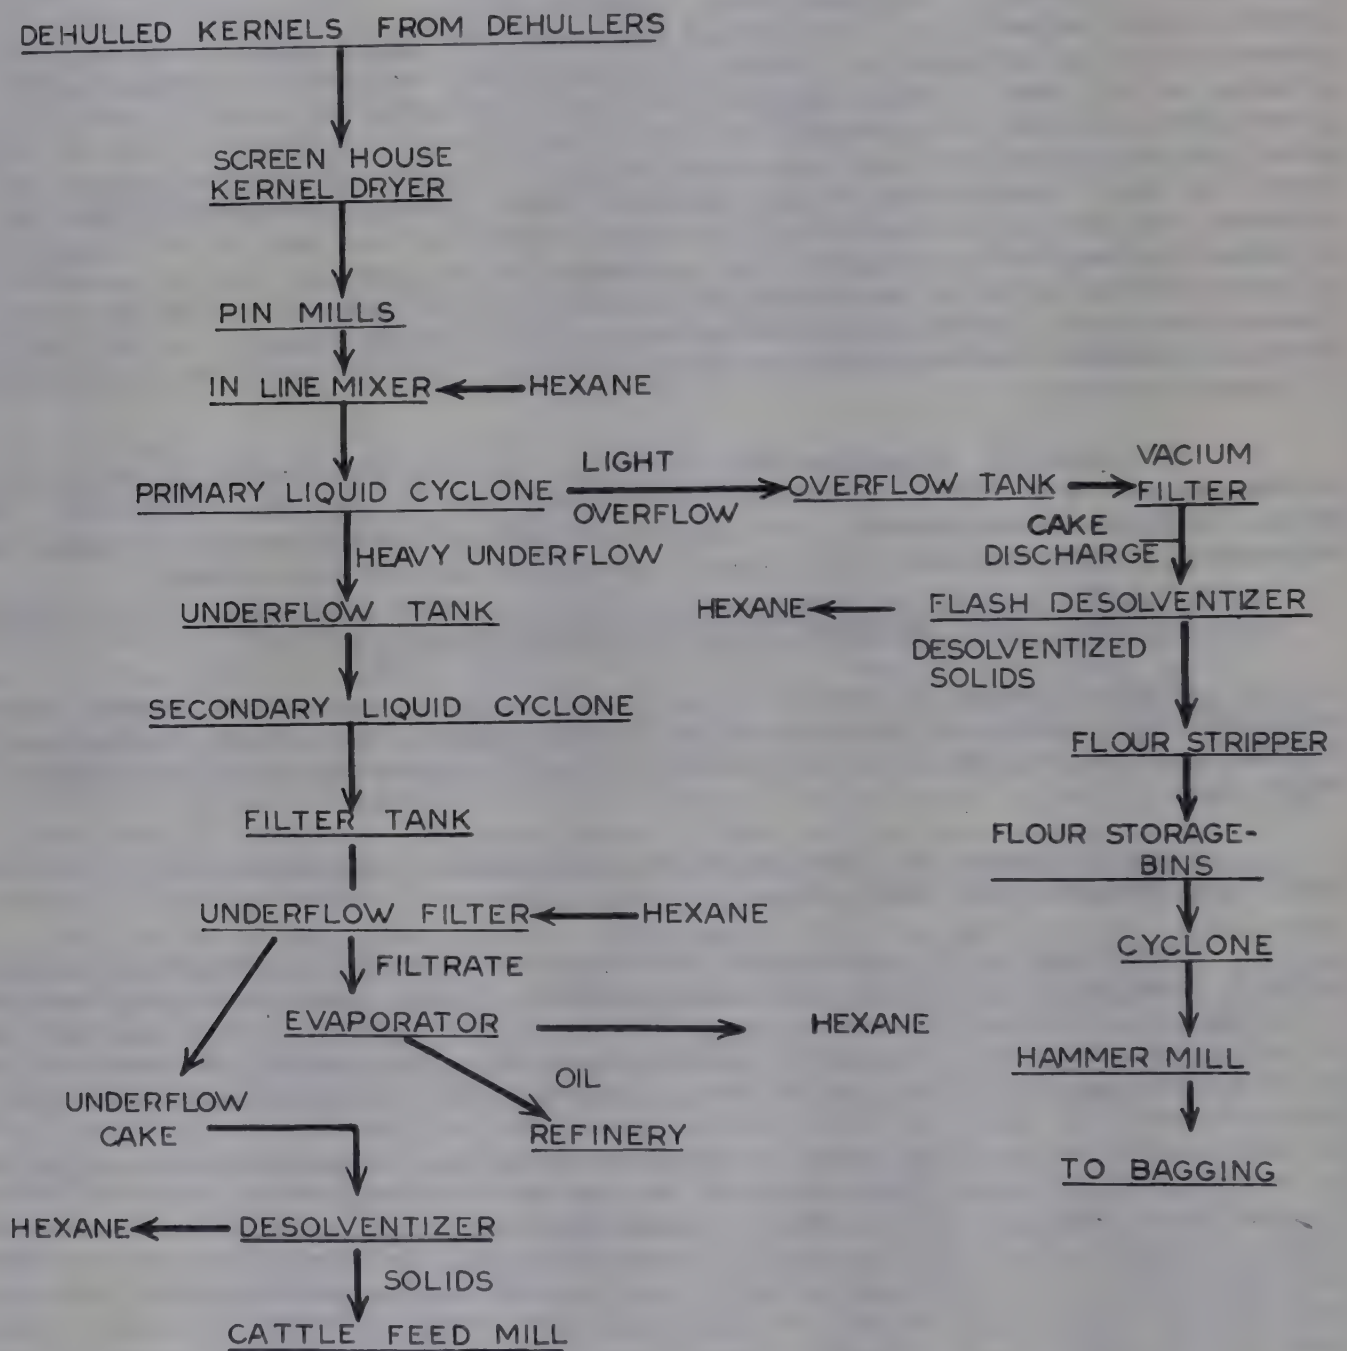 DEHULLED KERNELS FROM DEHULLERS
SCREEN HOUSE
KERNEL DRYER
PIN MILLS
IN LINE MIXER
HEXANE
PRIMARY LIQUID CYCLONE
LIGHT
OVERFLOW
OVERFLOW TANK
VACIUM
FILTER
CAKE
DISCHARGE
HEAVY UNDERFLOW
UNDERFLOW TANK
HEXANE
FLASH DESOLVENTIZER
DESOLVENTIZED
SOLIDS
SECONDARY LIQUID CYCLONE
FLOUR STRIPPER
FILTER TANK
FLOUR STORAGE-
BINS
UNDERFLOW FILTER
HEXANE
CYCLONE
FILTRATE
EVAPORATOR
HEXANE
HAMMER MILL
OIL
REFINERY
UNDERFLOW
CAKE
TO BAGGING
HEXANE
DESOLVENTIZER
SOLIDS
CATTLE FEED MILL